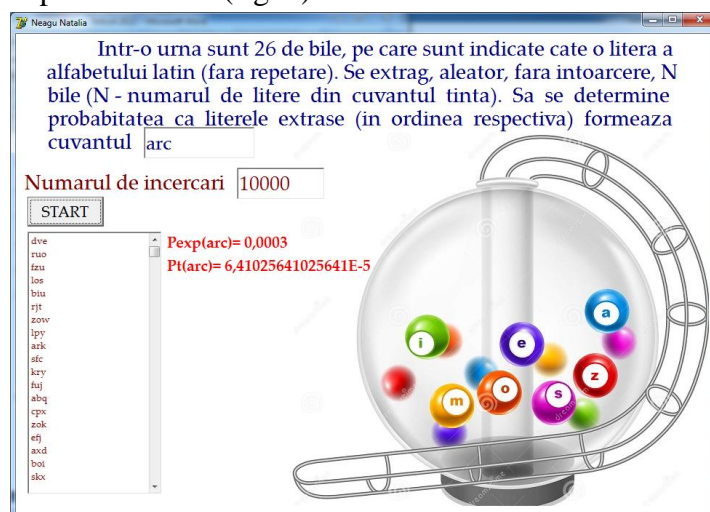 Neagu Natalia
Intr-o urna sunt 26 de bile, pe care sunt indicate cate o litera a
alfabetului latin (fara repetare). Se extrag, aleator, fara intoarcere, N
bile (N - numarul de litere din cuvantul tinta). Sa se determine
probabitatea ca literele extrase (in ordinea respectiva) formeaza
cuvantul arc
Numarul de incercari 10000
START
dve
ruo
fzu
los
biu
rjt
zow
lpy
ark
sfc
kry
fuj
abq
cpx
zok
efj
axd
boi
skx
Pexp(arc)= 0,0003
Pt(arc)= 6,41025641025641E-5
a
i
e
z
o
s
m